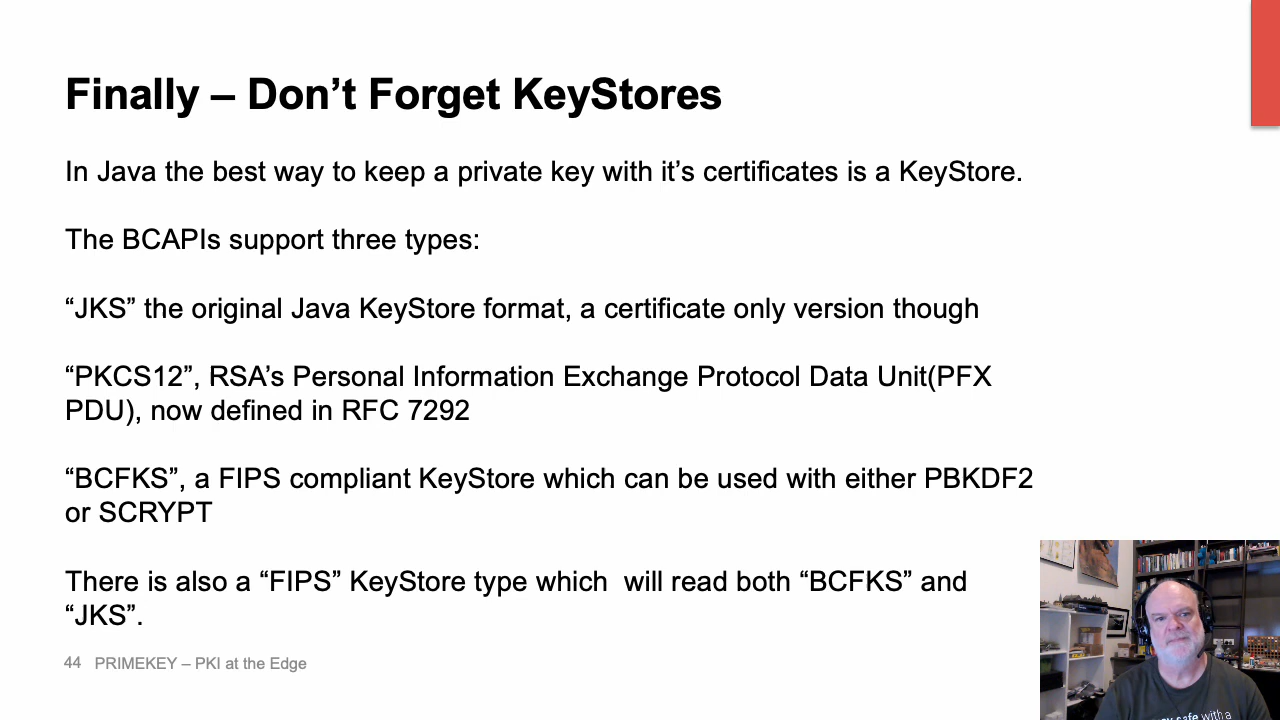 Finally – Don’t Forget KeyStores
In Java the best way to keep a private key with it’s certificates is a KeyStore.
The BCAPIs support three types:
“JKS” the original Java KeyStore format, a certificate only version though
“PKCS12”, RSA’s Personal Information Exchange Protocol Data Unit(PFX
PDU), now defined in RFC 7292
“BCFKS”, a FIPS compliant KeyStore which can be used with either PBKDF2
or SCRYPT
There is also a “FIPS” KeyStore type which  will read both “BCFKS” and
“JKS”.
44 PRIMEKEY – PKI at the Edge
safe with a